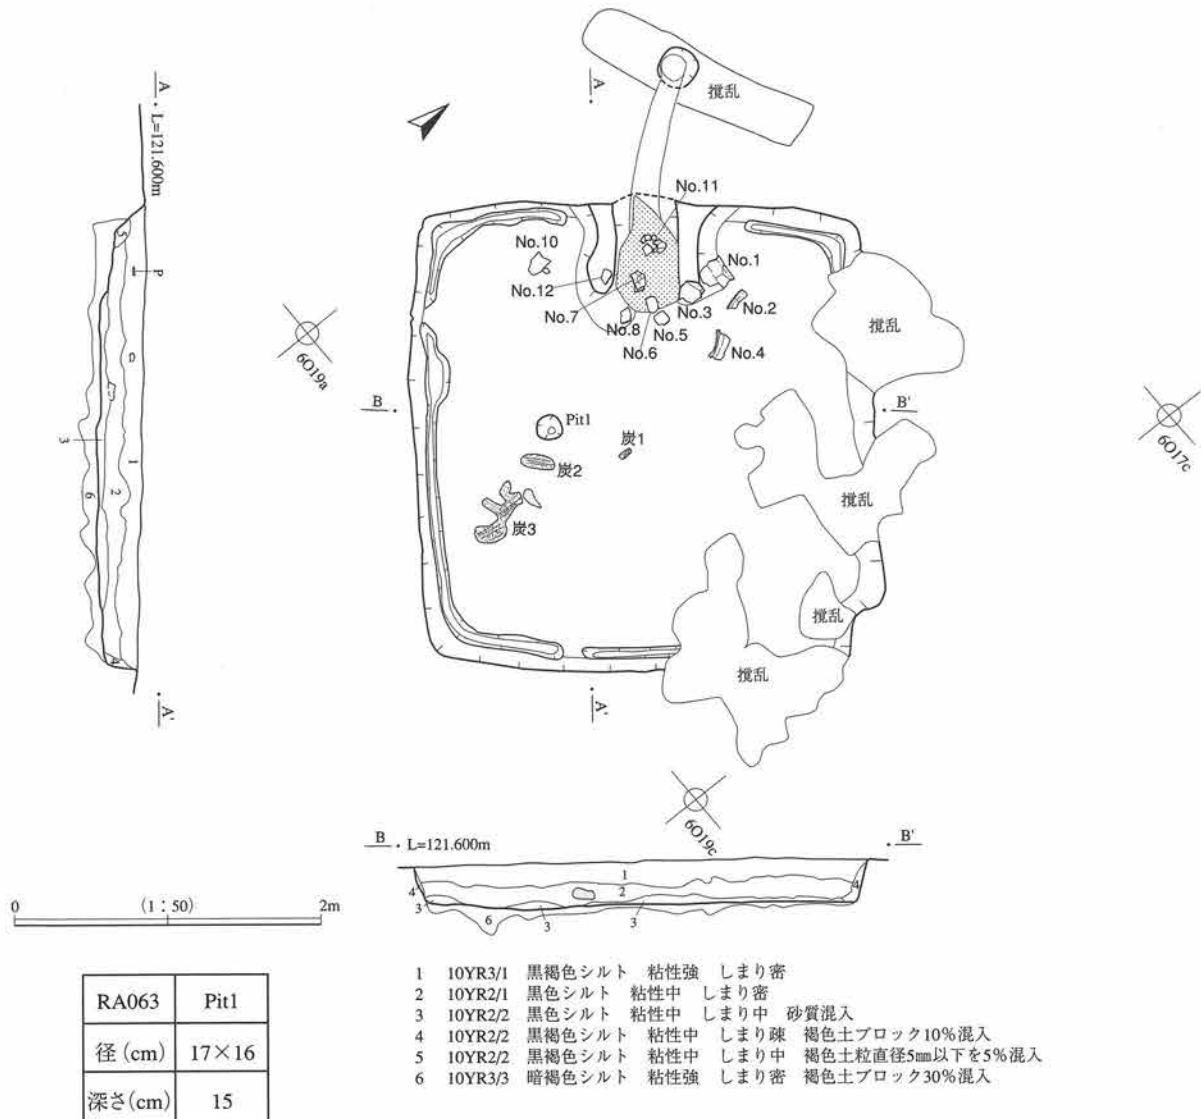 A
L=121.600m
5
P
c
3
1
2
6
4
A'
A
撹乱
No.11
No.10
No.1
No.12
No.2
No.7
No.3
No.8
No.5
No.6
No.4
撹乱
6O19a
B
B'
6O17c
Pit1
炭1
炭2
撹乱
炭3
撹乱
撹乱
A'
6O19c
B
L=121.600m
B'
1
2
4
4
3
6
3
3
0 (1：50) 2m
RA063 Pit1
径(cm) 17×16
深さ(cm) 15
1 10YR3/1 黒褐色シルト 粘性強 しまり密
2 10YR2/1 黒色シルト 粘性中 しまり密
3 10YR2/2 黒色シルト 粘性中 しまり中 砂質混入
4 10YR2/2 黒褐色シルト 粘性中 しまり疎 褐色土ブロック10%混入
5 10YR2/2 黒褐色シルト 粘性中 しまり中 褐色土粒直径5㎜以下を5%混入
6 10YR3/3 暗褐色シルト 粘性強 しまり密 褐色土ブロック30%混入